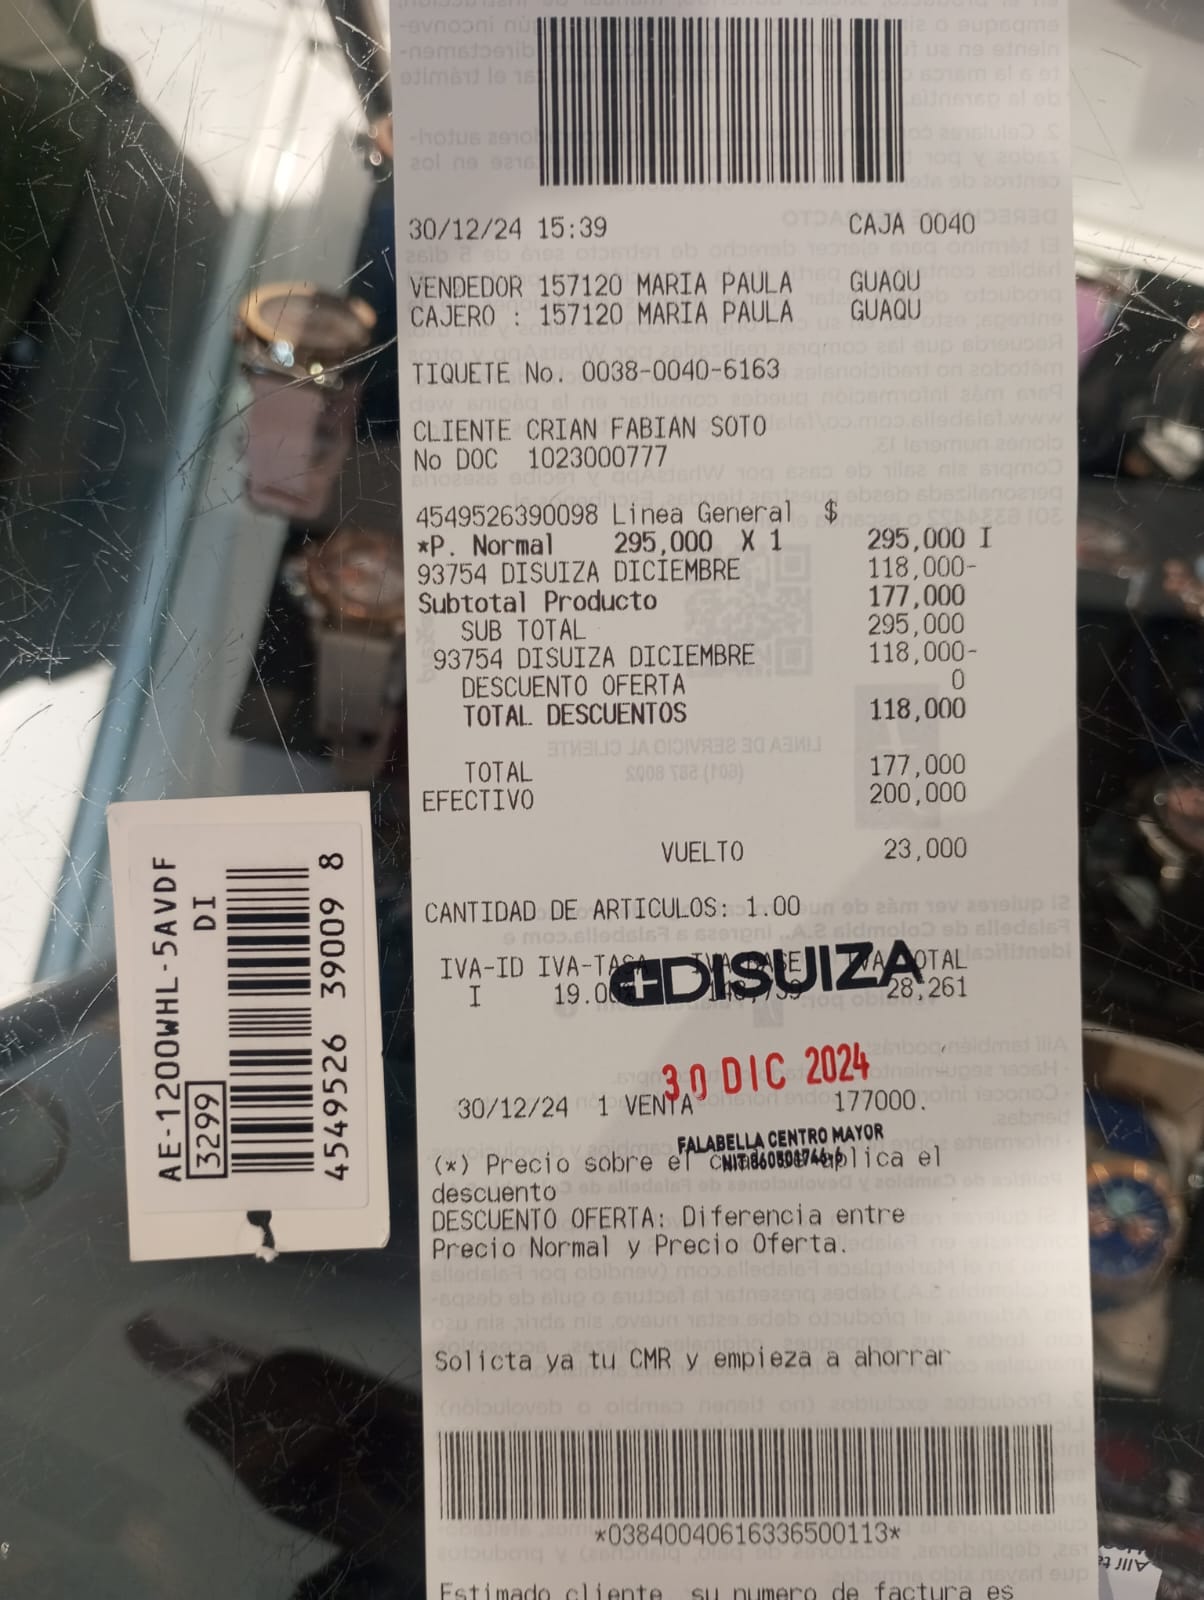 30/12/24 15:39 CAJA 0040
VENDEDOR 157120 MARIA PAULA GUAQU
CAJERO : 157120 MARIA PAULA GUAQU
TIQUETE No. 0038-0040-6163
CLIENTE CRIAN FABIAN SOTO
No DOC 1023000777
4549526390098 Linea General $
*P. Normal 295,000 X 1 295,000 I
93754 DISUIZA DICIEMBRE 118,000-
Subtotal Producto 177,000
SUB TOTAL 295,000
93754 DISUIZA DICIEMBRE 118,000-
DESCUENTO OFERTA 0
TOTAL DESCUENTOS 118,000
TOTAL 177,000
EFECTIVO 200,000
VUELTO 23,000
CANTIDAD DE ARTICULOS: 1.00
IVA-ID IVA-TASA
DISUIZA
I 28,261
30 DIC 2024
30/12/24 1 VENTA 177000.
FALABELLA CENTRO MAYOR
(*) Precio sobre el aplica el
descuento
DESCUENTO OFERTA: Diferencia entre
Precio Normal y Precio Oferta.
Solicta ya tu CMR y empieza a ahorrar
*03840040616336500113*
Estimado cliente su numero de factura es
AE-1200WHL-5AVDF
DI
3299
4549526 39009 8